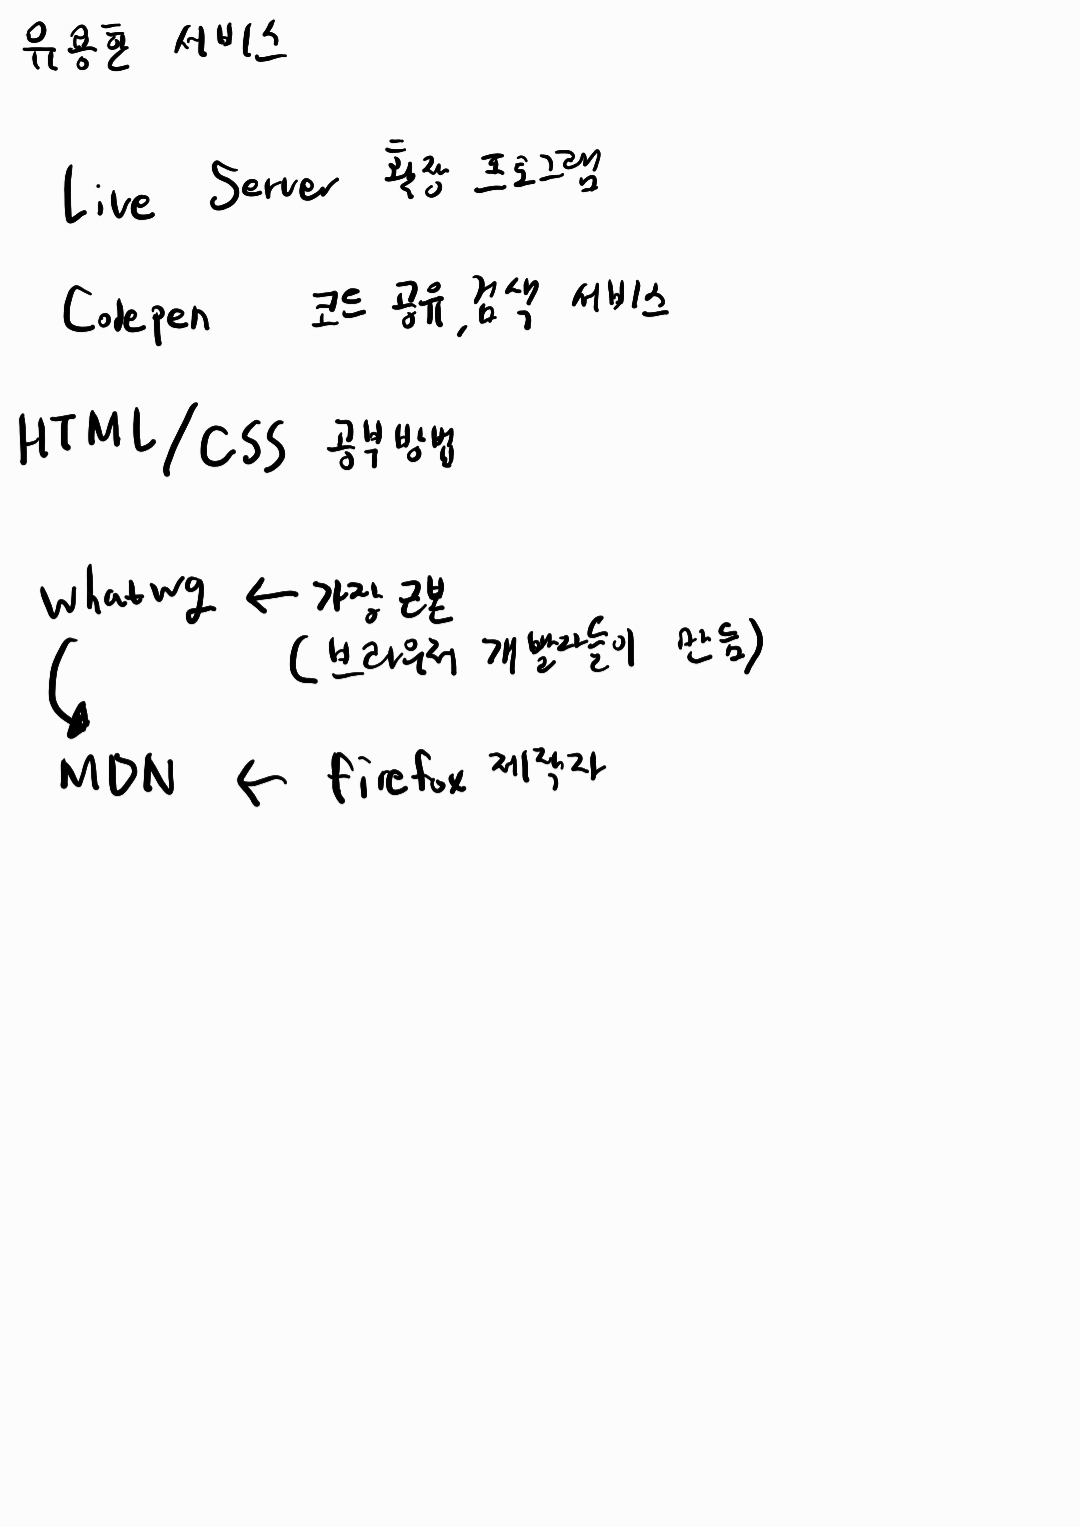 유용한 서비스
Live Server 확장 프로그램
Codepen 코드 공유, 검색 서비스
HTML/CSS 공부방법
whatwg ← 가장 근본
(브라우저 개발자들이 만듦)
MDN ← firefox 제작자